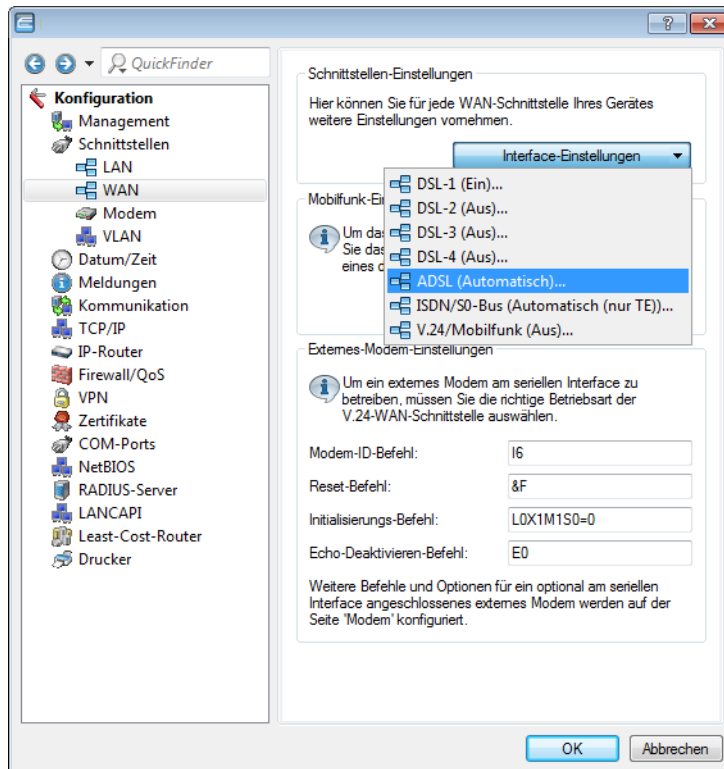 QuickFinder
Konfiguration
Management
Schnittstellen
LAN
WAN
Modem
VLAN
Datum/Zeit
Meldungen
Kommunikation
TCP/IP
IP-Router
Firewall/QoS
VPN
Zertifikate
COM-Ports
NetBIOS
RADIUS-Server
LANCAPI
Least-Cost-Router
Drucker
Schnittstellen-Einstellungen
Hier können Sie für jede WAN-Schnittstelle Ihres Gerätes
weitere Einstellungen vornehmen.
Interface-Einstellungen
DSL-1 (Ein)...
DSL-2 (Aus)...
DSL-3 (Aus)...
DSL-4 (Aus)...
ADSL (Automatisch)...
ISDN/S0-Bus (Automatisch (nur TE))...
V.24/Mobilfunk (Aus)...
Mobilfunk-Ei
Um das
Sie das
eines d
Externes-Modem-Einstellungen
Um ein externes Modem am seriellen Interface zu
betreiben, müssen Sie die richtige Betriebsart der
V.24-WAN-Schnittstelle auswählen.
Modem-ID-Befehl: I6
Reset-Befehl: &F
Initialisierungs-Befehl: L0X1M1S0=0
Echo-Deaktivieren-Befehl: E0
Weitere Befehle und Optionen für ein optional am seriellen
Interface angeschlossenes externes Modem werden auf der
Seite 'Modem' konfiguriert.
OK
Abbrechen